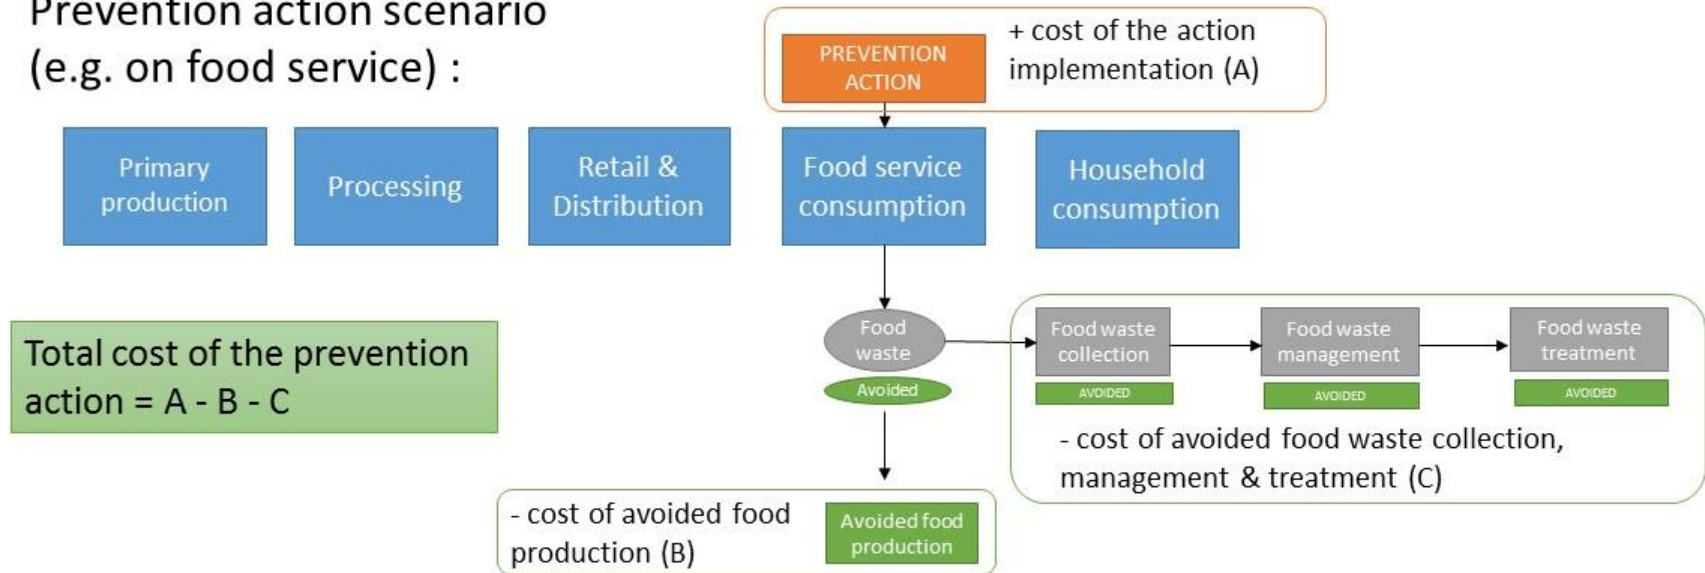 Prevention action scenario
(e.g. on food service) :
PREVENTION
ACTION
+ cost of the action
implementation (A)
Primary
production
Processing
Retail &
Distribution
Food service
consumption
Household
consumption
Total cost of the prevention
action = A - B - C
Food
waste
Avoided
Food waste
collection
AVOIDED
Food waste
management
AVOIDED
Food waste
treatment
AVOIDED
- cost of avoided food waste collection,
management & treatment (C)
- cost of avoided food
production (B)
Avoided food
production